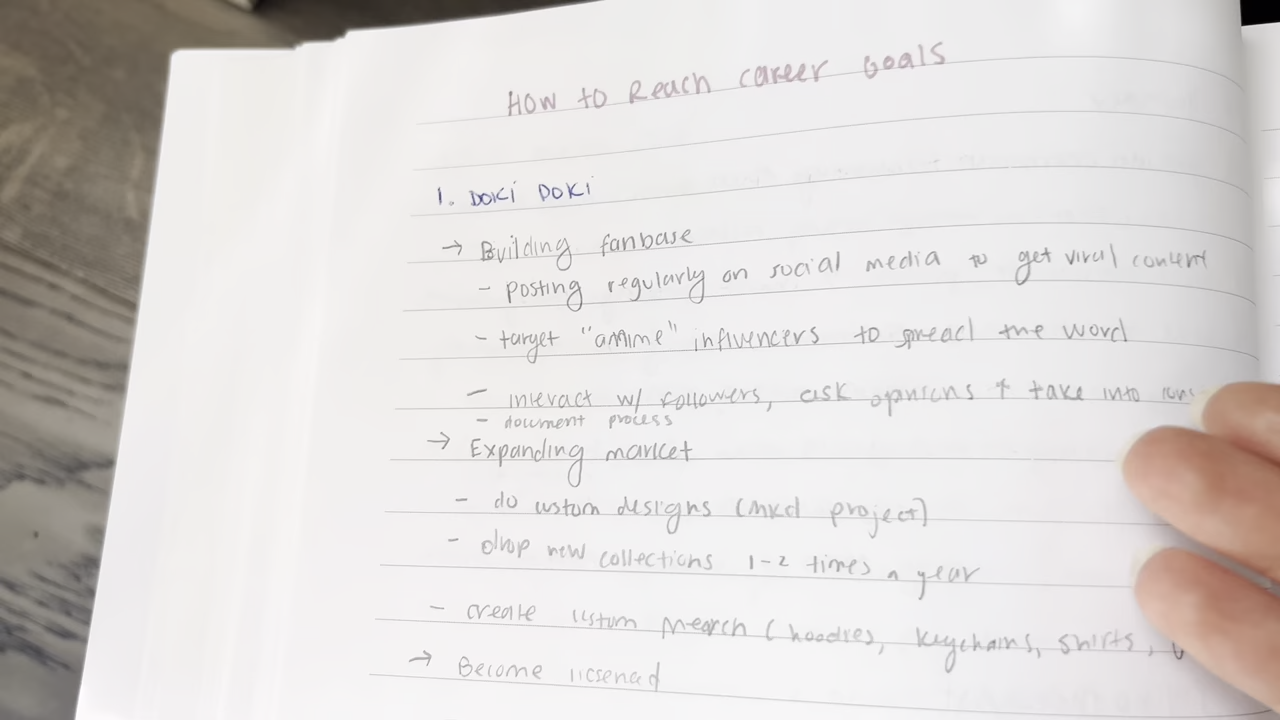 HOW to Reach career Goals
1. DOKI DOKI
→ Building fanbase
- posting regularly on social media to get viral content
- target "anime" influencers to spread the word
- interact w/ followers, ask opinions + take into
- document process
→ Expanding market
- do custom designs (mkd project)
- drop new collections 1-2 times a year
- create custom mearch (hoodies, keychains, shirts,
→ Become licsened